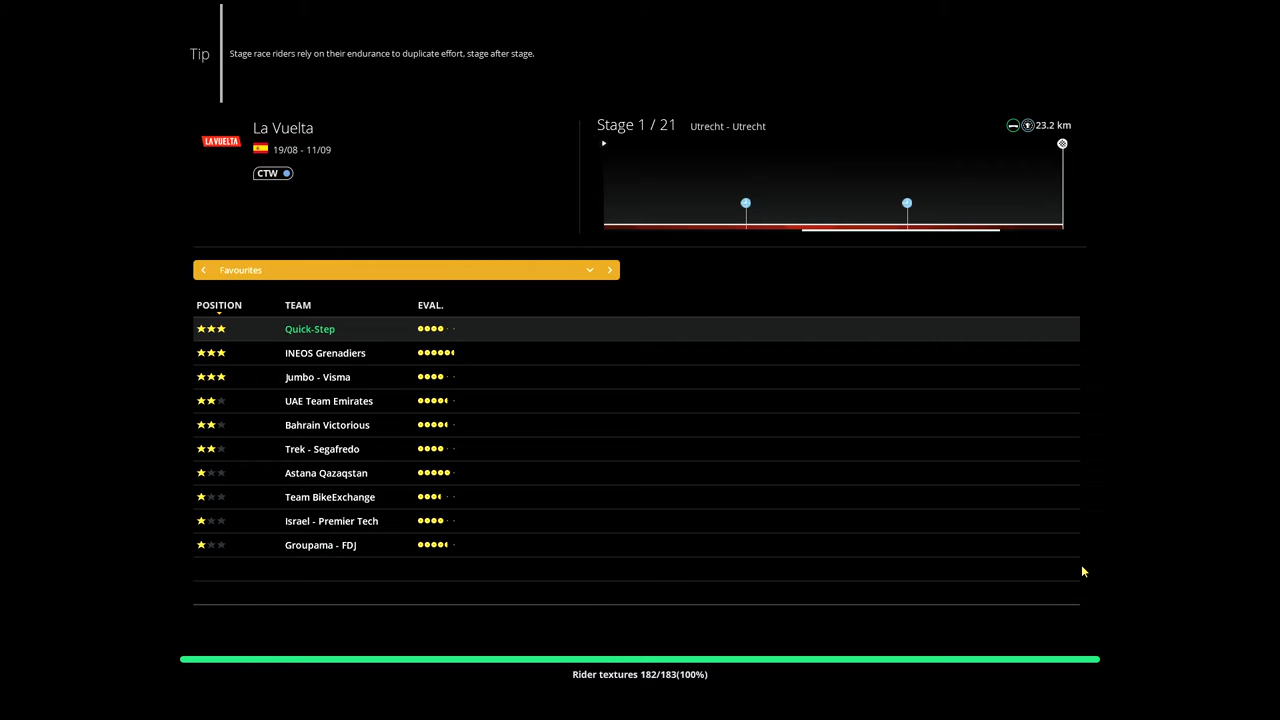 Tip
Stage race riders rely on their endurance to duplicate effort, stage after stage.
LA VUELTA
La Vuelta
19/08 - 11/09
CTW
Stage 1 / 21 Utrecht - Utrecht
23.2 km
Favourites
POSITION TEAM EVAL.
Quick-Step
INEOS Grenadiers
Jumbo - Visma
UAE Team Emirates
Bahrain Victorious
Trek - Segafredo
Astana Qazaqstan
Team BikeExchange
Israel - Premier Tech
Groupama - FDJ
Rider textures 182/183(100%)